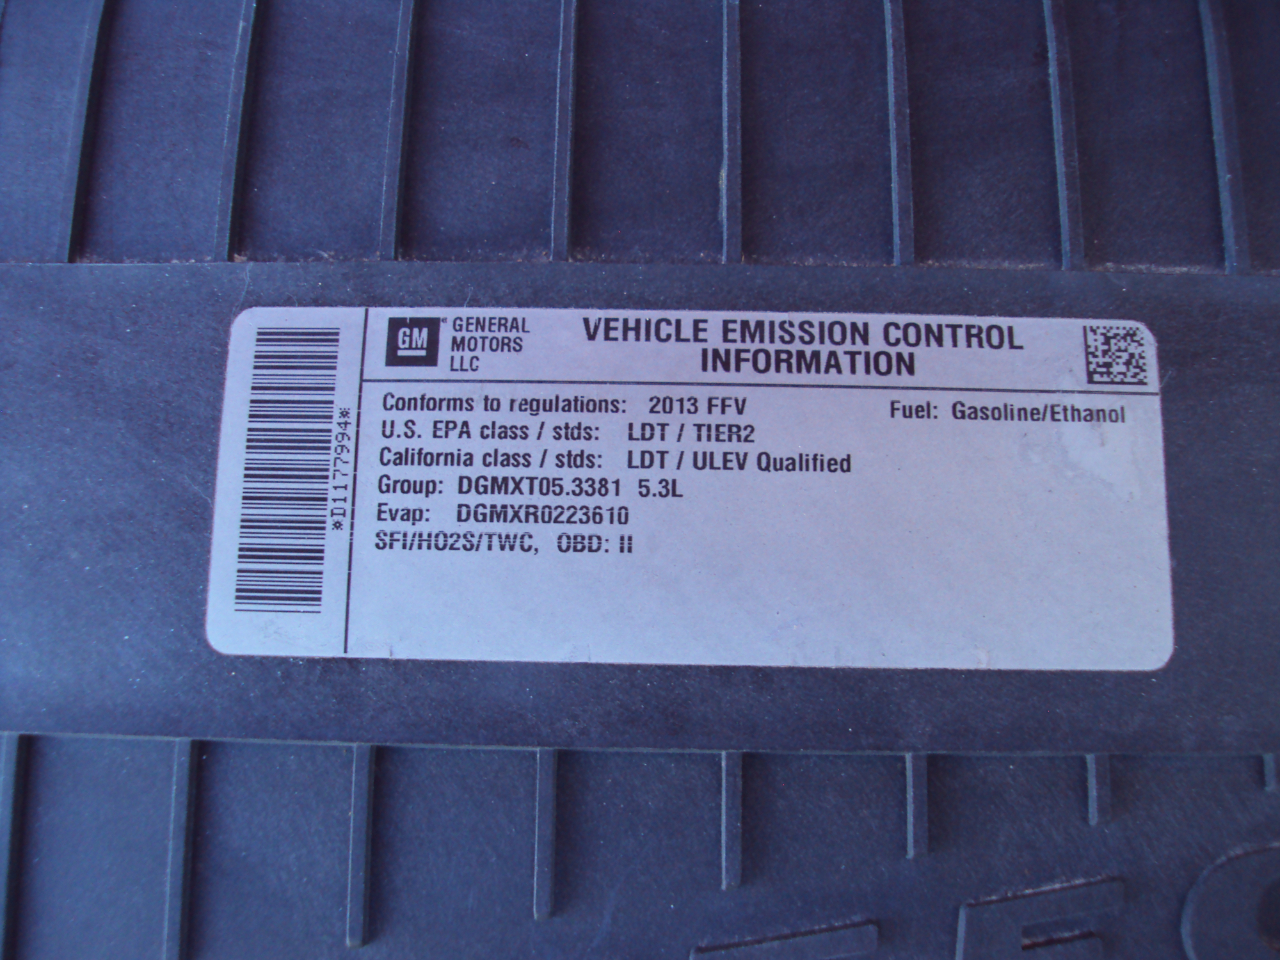 *D1177994*
GM GENERAL
MOTORS
LLC
VEHICLE EMISSION CONTROL
INFORMATION
Conforms to regulations: 2013 FFV Fuel: Gasoline/Ethanol
U.S. EPA class / stds: LDT / TIER2
California class / stds: LDT / ULEV Qualified
Group: DGMXT05.3381 5.3L
Evap: DGMXR0223610
SFI/HO2S/TWC, OBD: II